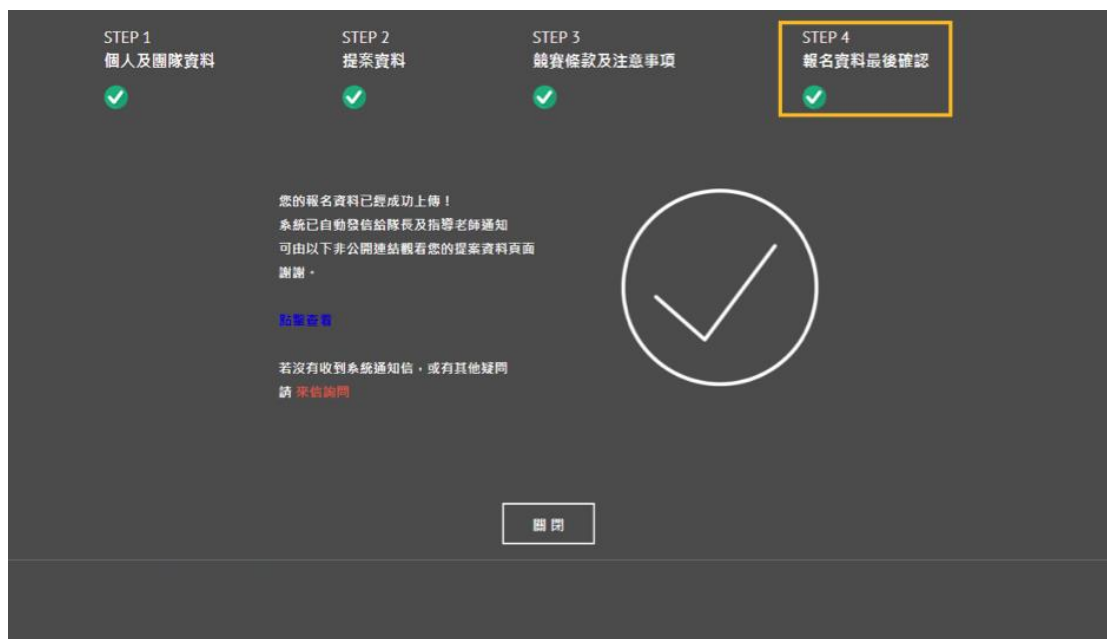 STEP 1
個人及團隊資料
STEP 2
提案資料
STEP 3
競賽條款及注意事項
STEP 4
報名資料最後確認
您的報名資料已經成功上傳！
系統已自動發信給隊長及指導老師通知
可由以下非公開連結觀看您的提案資料頁面
謝謝。
點擊查看
若沒有收到系統通知信，或有其他疑問
請 來信詢問
關 閉